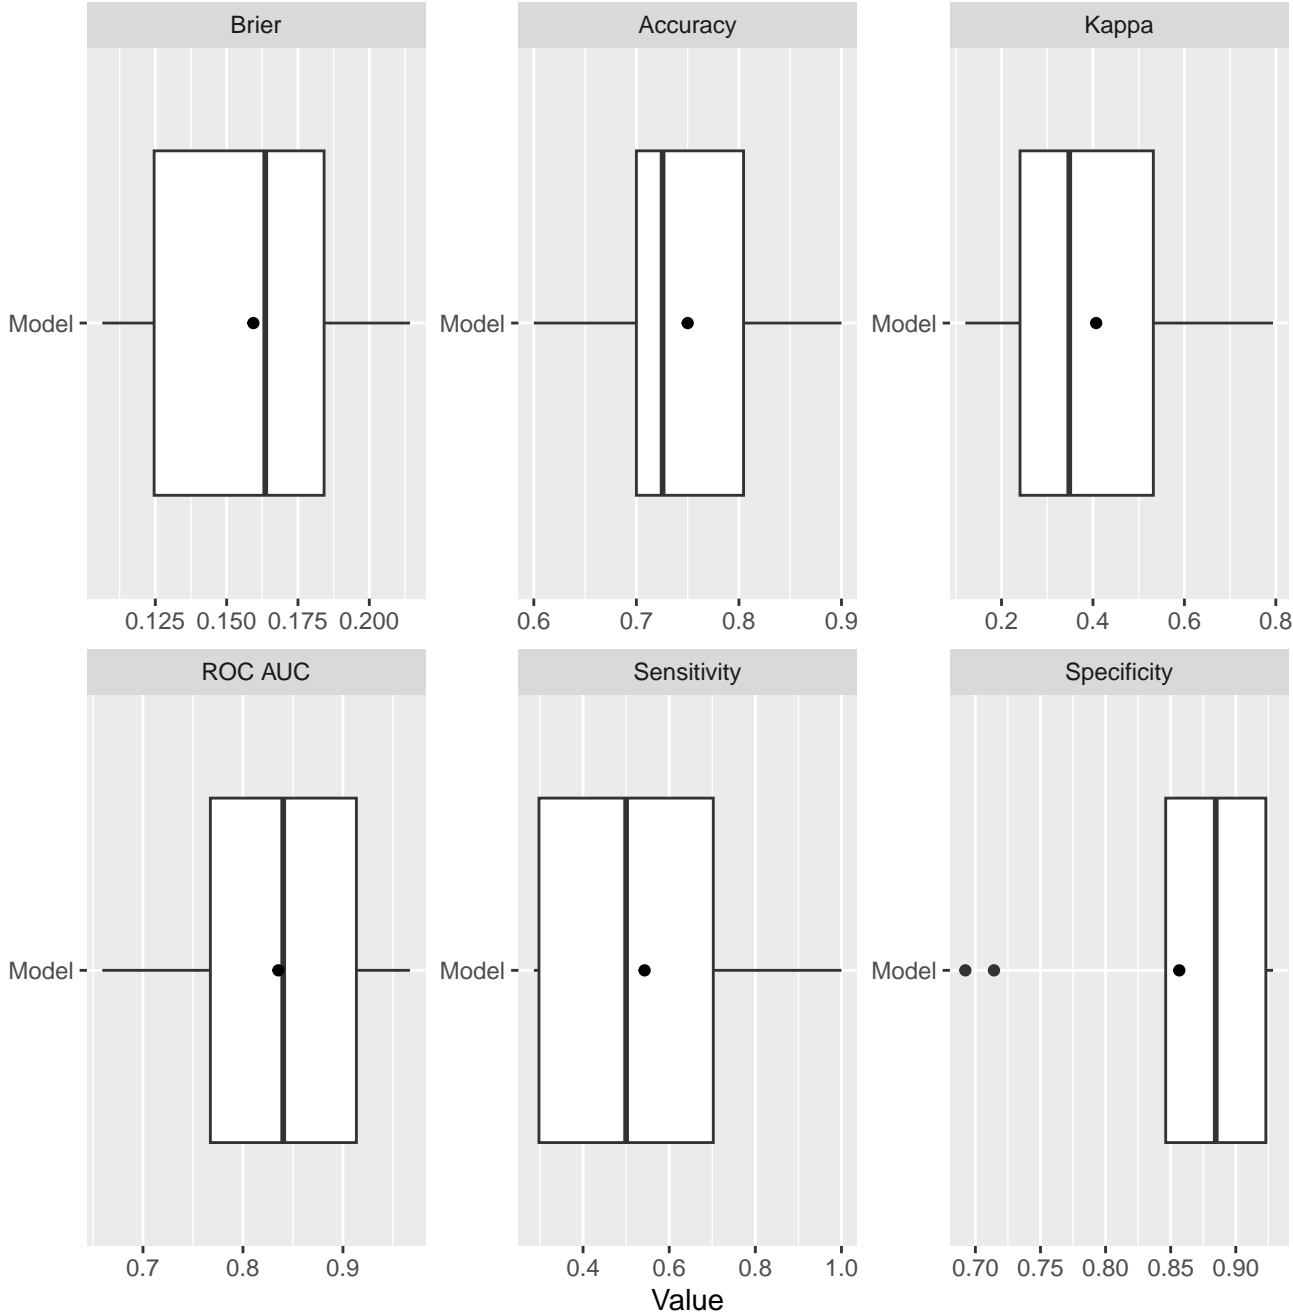 Brier Accuracy Kappa
Model Model Model
0.125 0.150 0.175 0.200 0.6 0.7 0.8 0.9 0.2 0.4 0.6 0.8
ROC AUC Sensitivity Specificity
Model Model Model
0.7 0.8 0.9 0.4 0.6 0.8 1.0 0.70 0.75 0.80 0.85 0.90
Value